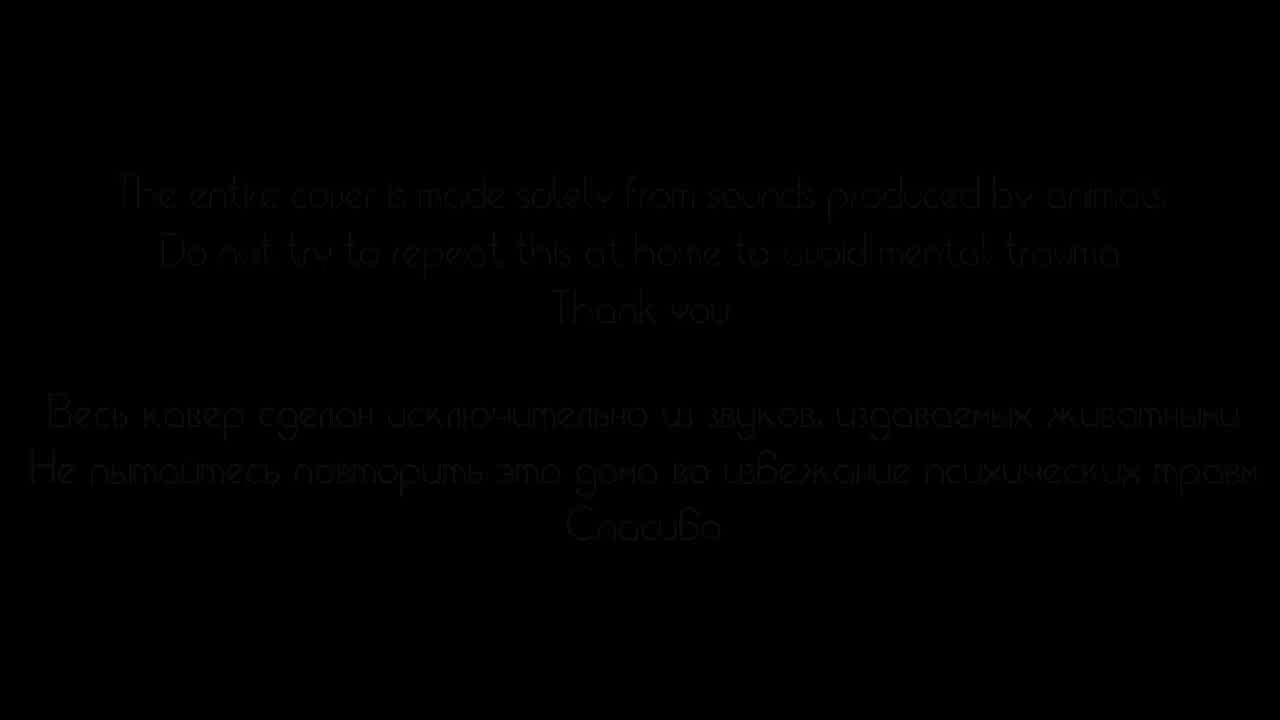 The entire cover is made solely from sounds produced by animals
Do not try to repeat this at home to avoid mental trauma
Thank you
Весь кавер сделан исключительно из звуков, издаваемых животными
Не пытайтесь повторить это дома во избежание психических травм
Спасибо